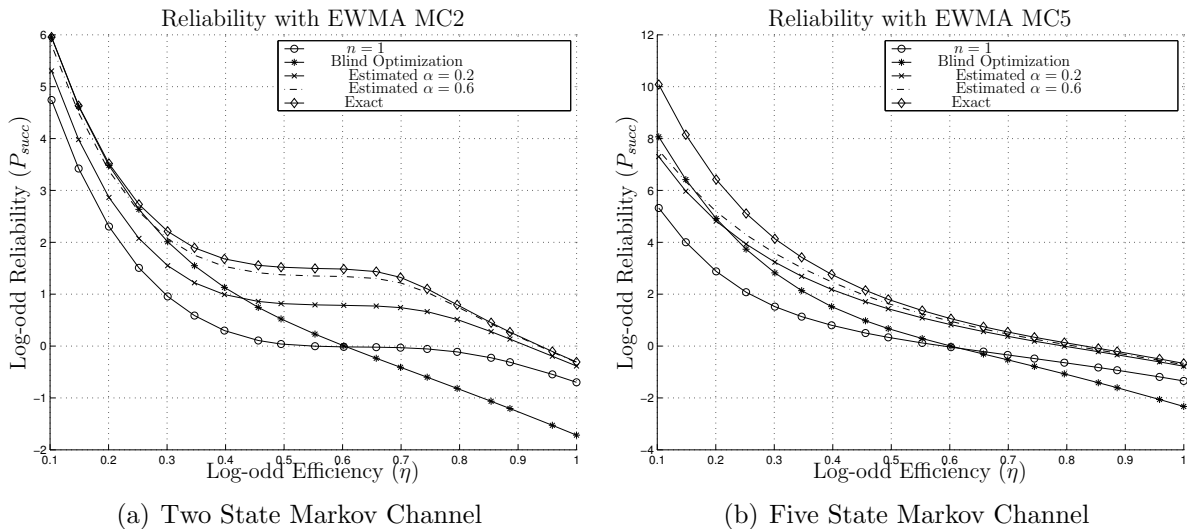 Reliability with EWMA MC2
6
5
4
3
2
1
0
−1
−2
Log-odd Reliability (P_succ)
n = 1
Blind Optimization
Estimated α = 0.2
Estimated α = 0.6
Exact
0.1 0.2 0.3 0.4 0.5 0.6 0.7 0.8 0.9 1
Log-odd Efficiency (η)
(a) Two State Markov Channel
Reliability with EWMA MC5
12
10
8
6
4
2
0
−2
−4
Log-odd Reliability (P_succ)
n = 1
Blind Optimization
Estimated α = 0.2
Estimated α = 0.6
Exact
0.1 0.2 0.3 0.4 0.5 0.6 0.7 0.8 0.9 1
Log-odd Efficiency (η)
(b) Five State Markov Channel